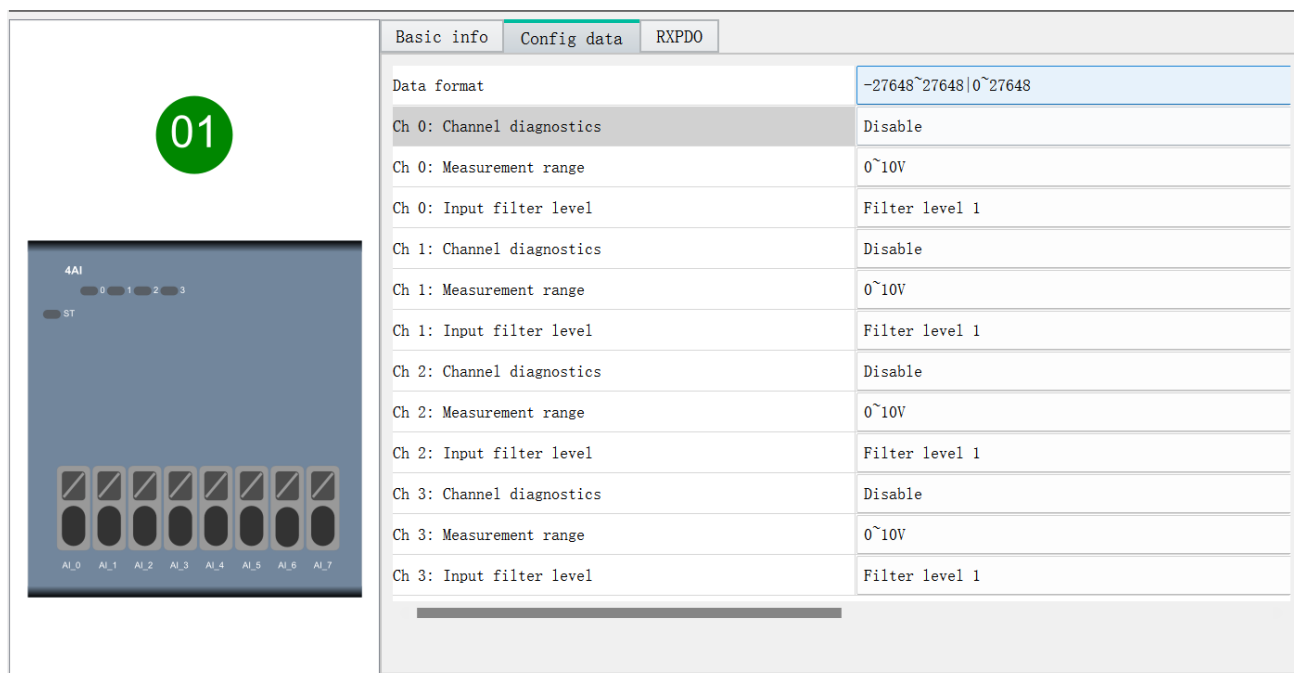 Basic info Config data RXPDO
Data format -27648~27648|0~27648
01
Ch 0: Channel diagnostics Disable
Ch 0: Measurement range 0~10V
Ch 0: Input filter level Filter level 1
Ch 1: Channel diagnostics Disable
4AI
0 1 2 3
Ch 1: Measurement range 0~10V
ST
Ch 1: Input filter level Filter level 1
Ch 2: Channel diagnostics Disable
Ch 2: Measurement range 0~10V
Ch 2: Input filter level Filter level 1
Ch 3: Channel diagnostics Disable
Ch 3: Measurement range 0~10V
AI_0 AI_1 AI_2 AI_3 AI_4 AI_5 AI_6 AI_7
Ch 3: Input filter level Filter level 1